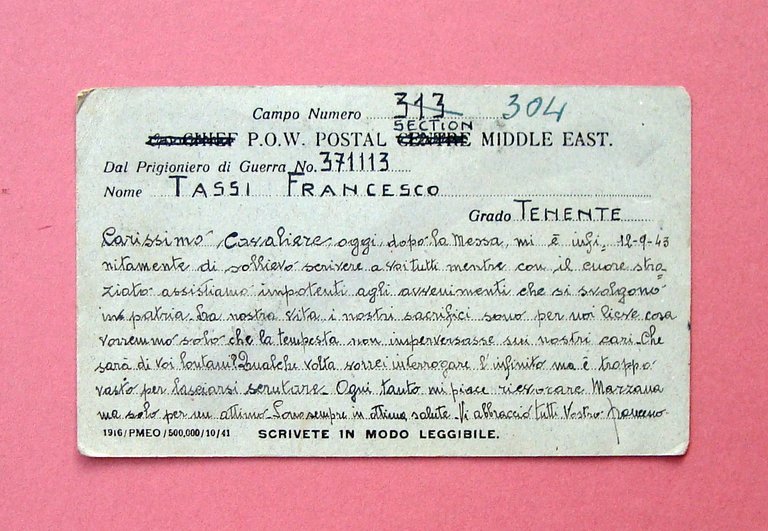 Campo Numero 313 304
SECTION
P.O.W. POSTAL CENTRE MIDDLE EAST.
Dal Prigioniero di Guerra No. 371113
Nome TASSI FRANCESCO
Grado TENENTE
Carissimo Cavaliere oggi dopo la Messa, mi è infi, 12-9-43
nitamente di sollievo scrivere a voi tutti mentre con il cuore stra=
ziato assistiamo impotenti agli avvenimenti che si svolgono
in patria. La nostra vita i nostri sacrifici sono per noi lieve cosa
vorremmo solo che la tempesta non imperversasse sui nostri cari. Che
sarà di voi lontani? Qualche volta vorrei interrogare l'infinito ma è troppo
vasto per lasciarsi scrutare. Ogni tanto mi piace rievocare Marzana
ma solo per un attimo. Sono sempre in ottima salute. Vi abbraccio tutti Vostro Francesco
1916/PMEO/500,000/10/41 SCRIVETE IN MODO LEGGIBILE.